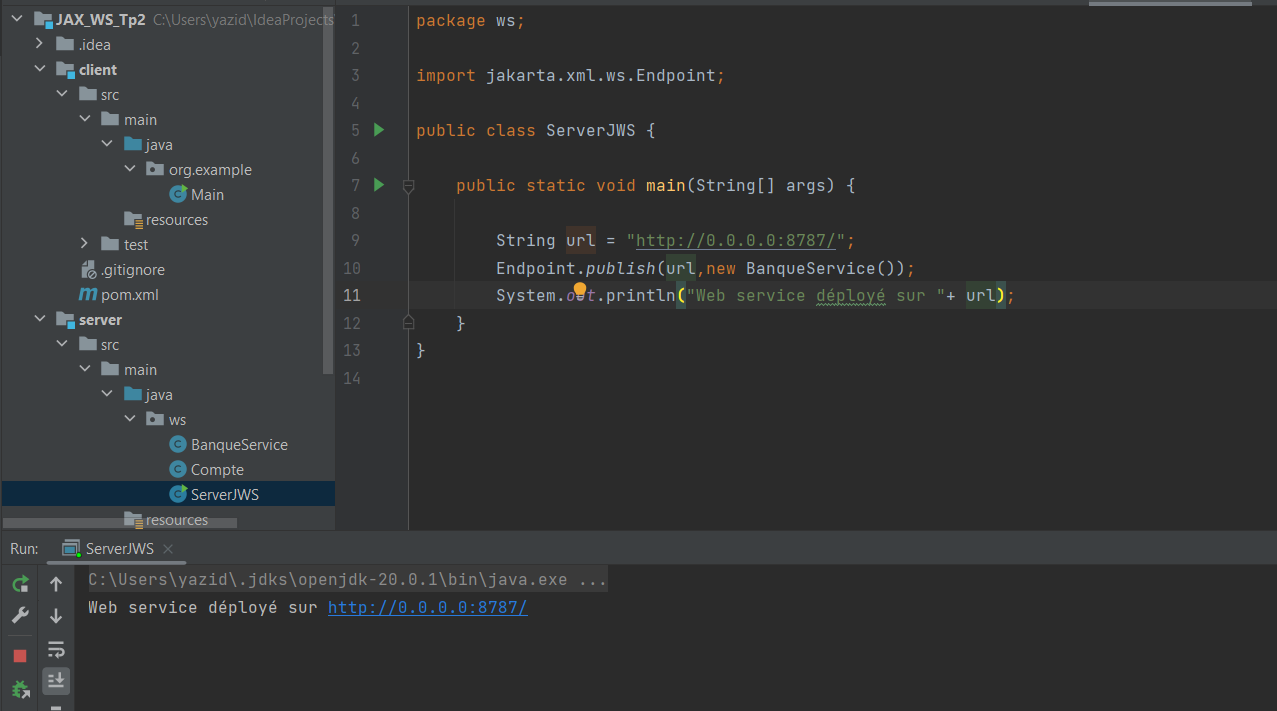 JAX_WS_Tp2 C:\Users\yazid\IdeaProjects
.idea
client
src
main
java
org.example
Main
resources
test
.gitignore
pom.xml
server
src
main
java
ws
BanqueService
Compte
ServerJWS
resources
1 package ws;
2
3 import jakarta.xml.ws.Endpoint;
4
5 public class ServerJWS {
6
7 public static void main(String[] args) {
8
9 String url = "http://0.0.0.0:8787/";
10 Endpoint.publish(url,new BanqueService());
11 System.out.println("Web service déployé sur "+ url);
12 }
13 }
14
Run: ServerJWS
C:\Users\yazid\.jdks\openjdk-20.0.1\bin\java.exe ...
Web service déployé sur http://0.0.0.0:8787/